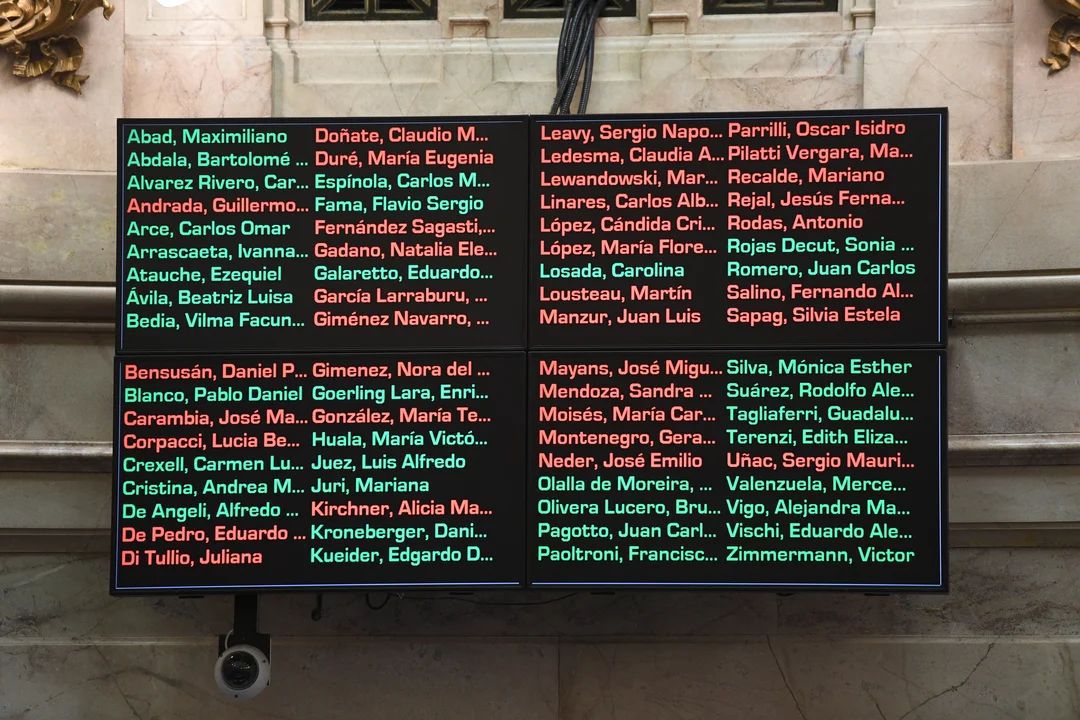 Abad, Maximiliano
Abdala, Bartolomé ...
Alvarez Rivero, Car...
Andrada, Guillermo...
Arce, Carlos Omar
Arrascaeta, Ivanna...
Atauche, Ezequiel
Ávila, Beatriz Luisa
Bedia, Vilma Facun...
Doñate, Claudio M...
Duré, María Eugenia
Espínola, Carlos M...
Fama, Flavio Sergio
Fernández Sagasti,...
Gadano, Natalia Ele...
Galaretto, Eduardo...
García Larraburu, ...
Giménez Navarro, ...
Leavy, Sergio Napo...
Ledesma, Claudia A...
Lewandowski, Mar...
Linares, Carlos Alb...
López, Cándida Cri...
López, María Flore...
Losada, Carolina
Lousteau, Martín
Manzur, Juan Luis
Parrilli, Oscar Isidro
Pilatti Vergara, Ma...
Recalde, Mariano
Rejal, Jesús Ferna...
Rodas, Antonio
Rojas Decut, Sonia ...
Romero, Juan Carlos
Salino, Fernando Al...
Sapag, Silvia Estela
Bensusán, Daniel P...
Blanco, Pablo Daniel
Carambia, José Ma...
Corpacci, Lucia Be...
Crexell, Carmen Lu...
Cristina, Andrea M...
De Angeli, Alfredo ...
De Pedro, Eduardo ...
Di Tullio, Juliana
Gimenez, Nora del ...
Goerling Lara, Enri...
González, María Te...
Huala, María Victó...
Juez, Luis Alfredo
Juri, Mariana
Kirchner, Alicia Ma...
Kroneberger, Dani...
Kueider, Edgardo D...
Mayans, José Migu...
Mendoza, Sandra ...
Moisés, María Car...
Montenegro, Gera...
Neder, José Emilio
Olalla de Moreira, ...
Olivera Lucero, Bru...
Pagotto, Juan Carl...
Paoltroni, Francisc...
Silva, Mónica Esther
Suárez, Rodolfo Ale...
Tagliaferri, Guadalu...
Terenzi, Edith Eliza...
Uñac, Sergio Mauri...
Valenzuela, Merce...
Vigo, Alejandra Ma...
Vischi, Eduardo Ale...
Zimmermann, Victor